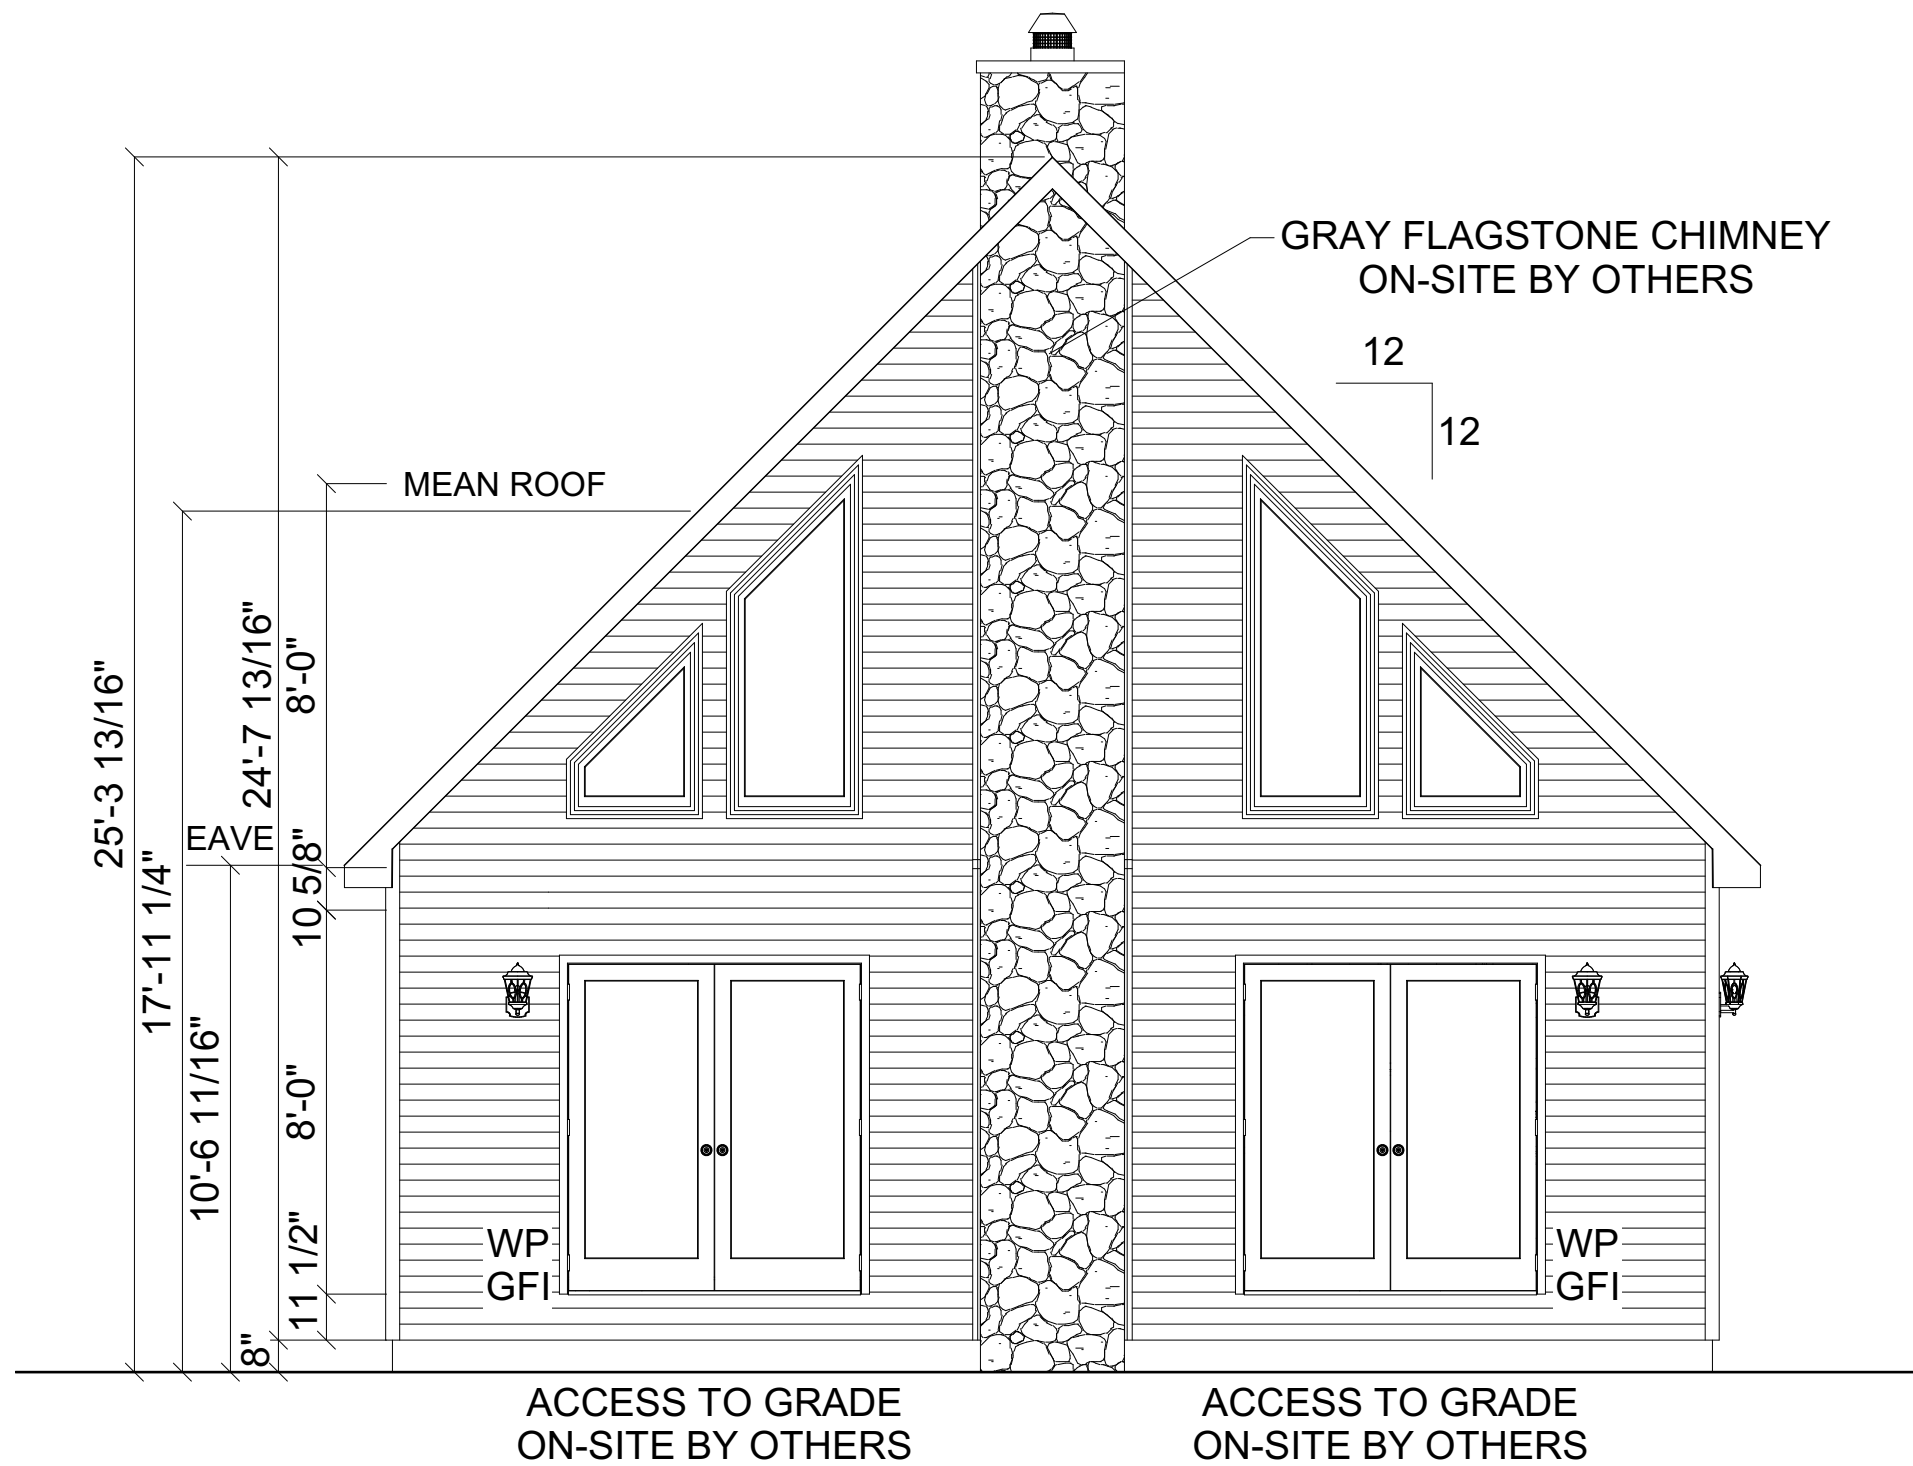 GRAY FLAGSTONE CHIMNEY
ON-SITE BY OTHERS
12
12
MEAN ROOF
25'-3 13/16"
17'-11 1/4"
EAVE
10'-6 11/16"
24'-7 13/16"
8"
8'-0"
10 5/8"
8'-0"
11 1/2"
WP
GFI
WP
GFI
ACCESS TO GRADE
ON-SITE BY OTHERS
ACCESS TO GRADE
ON-SITE BY OTHERS